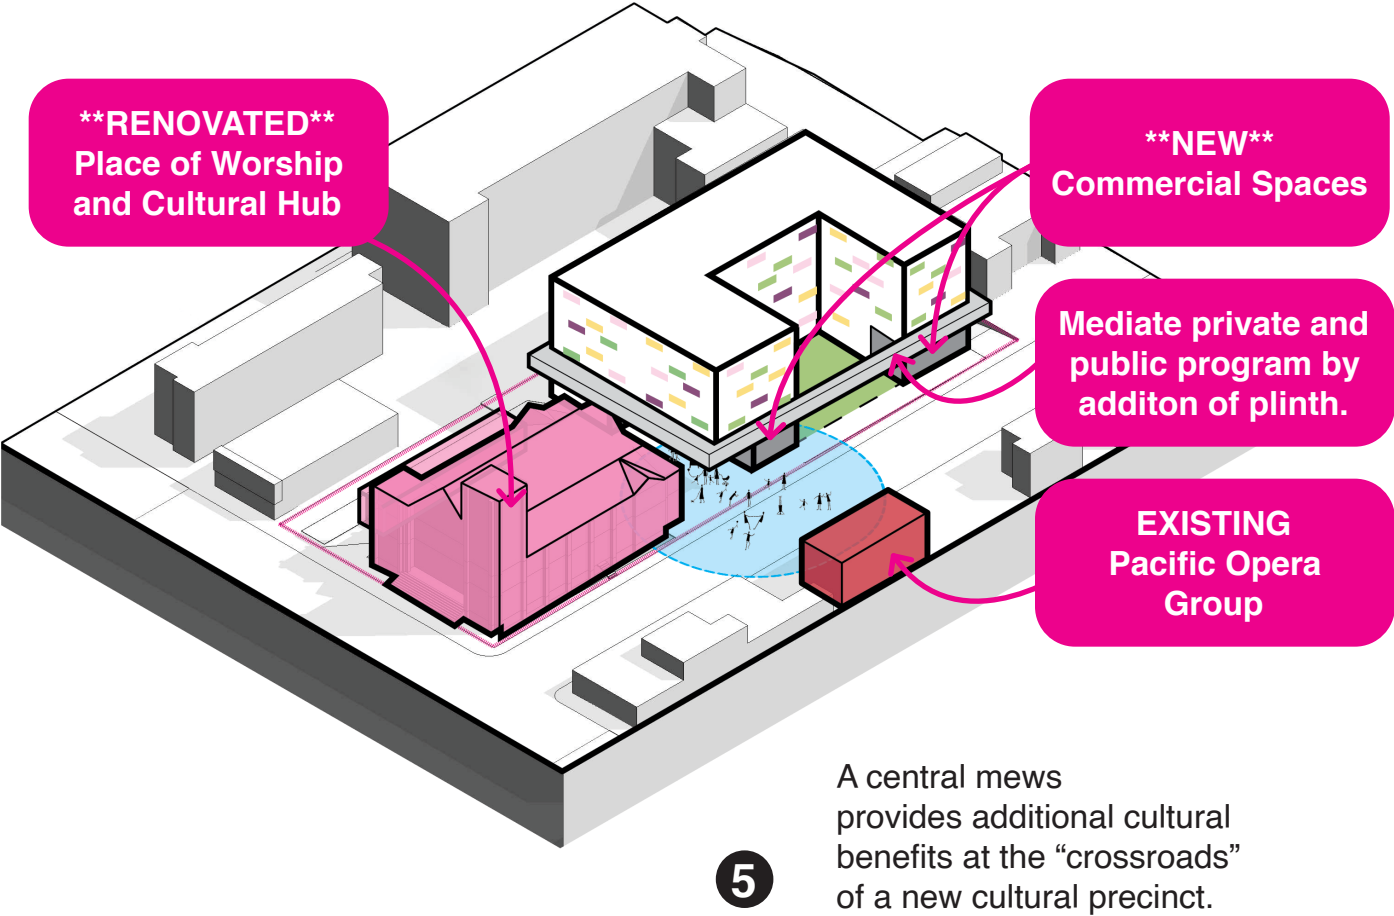 **RENOVATED**
Place of Worship
and Cultural Hub
**NEW**
Commercial Spaces
Mediate private and
public program by
additon of plinth.
EXISTING
Pacific Opera
Group
5
A central mews
provides additional cultural
benefits at the “crossroads”
of a new cultural precinct.